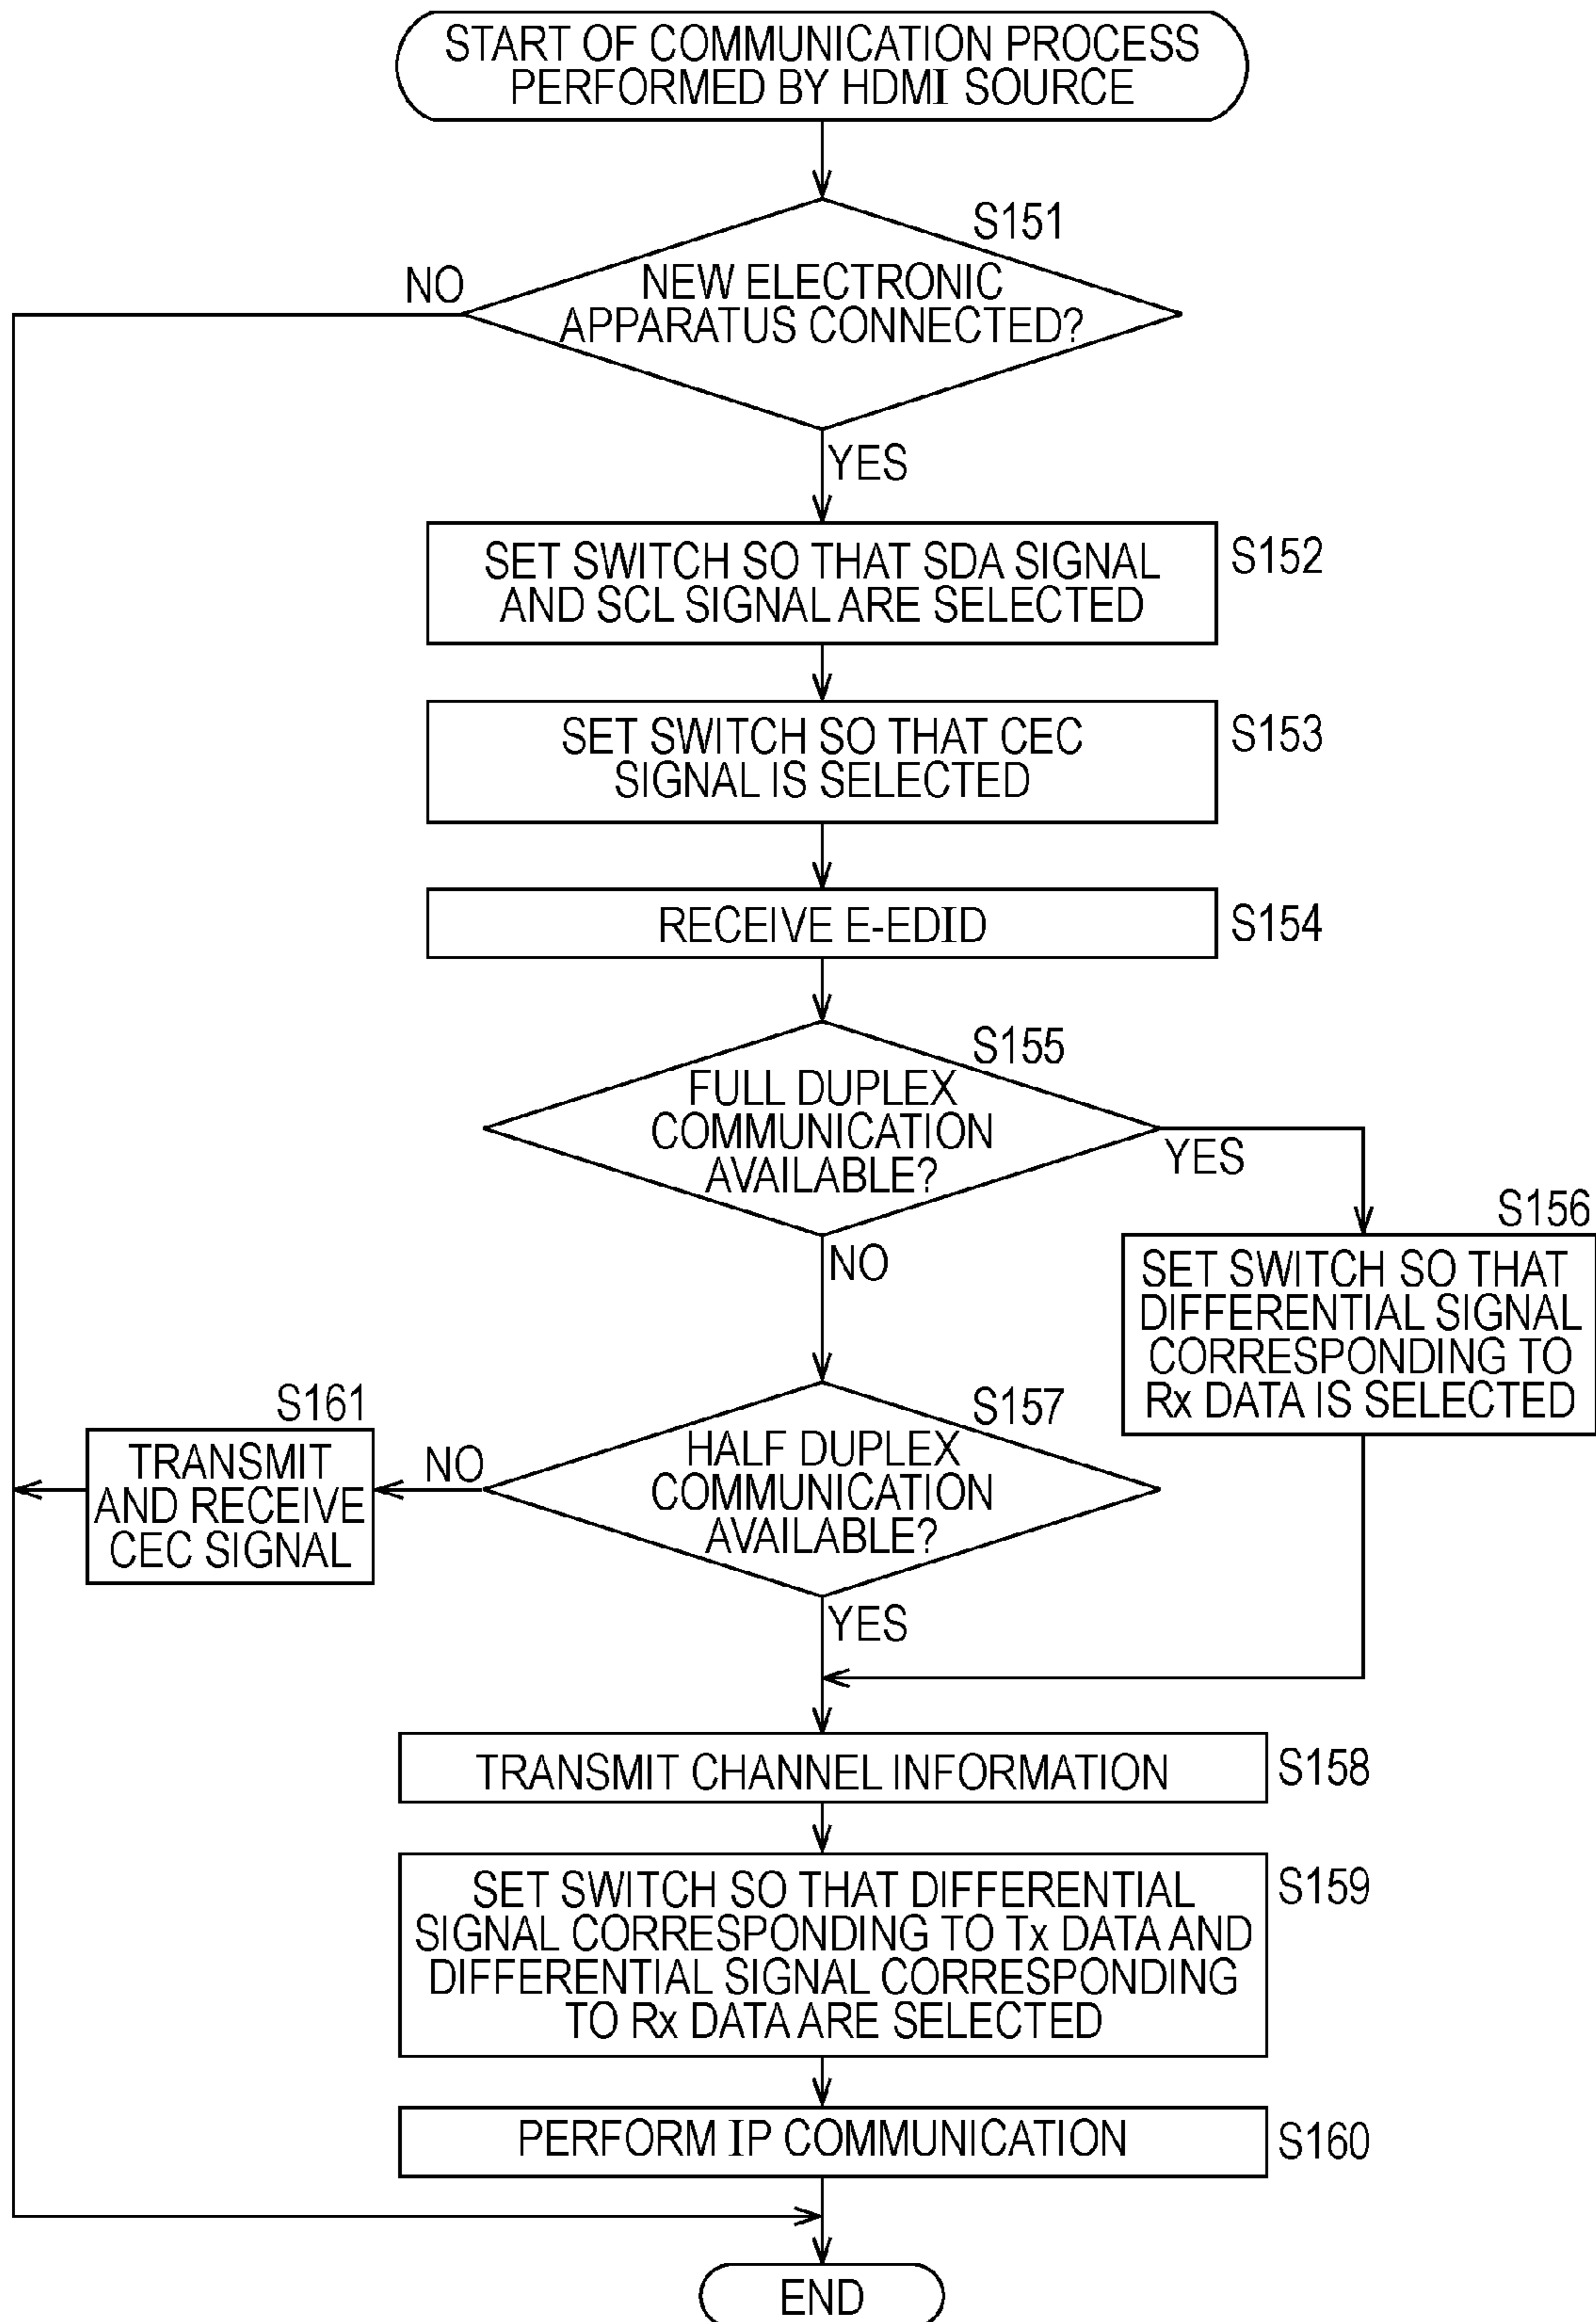 START OF COMMUNICATION PROCESS
PERFORMED BY HDMI SOURCE
S151
NO
NEW ELECTRONIC
APPARATUS CONNECTED?
YES
SET SWITCH SO THAT SDA SIGNAL
AND SCL SIGNAL ARE SELECTED
S152
SET SWITCH SO THAT CEC
SIGNAL IS SELECTED
S153
RECEIVE E-EDID
S154
S155
FULL DUPLEX
COMMUNICATION
AVAILABLE?
YES
NO
S156
SET SWITCH SO THAT
DIFFERENTIAL SIGNAL
CORRESPONDING TO
Rx DATA IS SELECTED
S157
HALF DUPLEX
COMMUNICATION
AVAILABLE?
NO
S161
TRANSMIT
AND RECEIVE
CEC SIGNAL
YES
TRANSMIT CHANNEL INFORMATION
S158
SET SWITCH SO THAT DIFFERENTIAL
SIGNAL CORRESPONDING TO Tx DATA AND
DIFFERENTIAL SIGNAL CORRESPONDING
TO Rx DATA ARE SELECTED
S159
PERFORM IP COMMUNICATION
S160
END